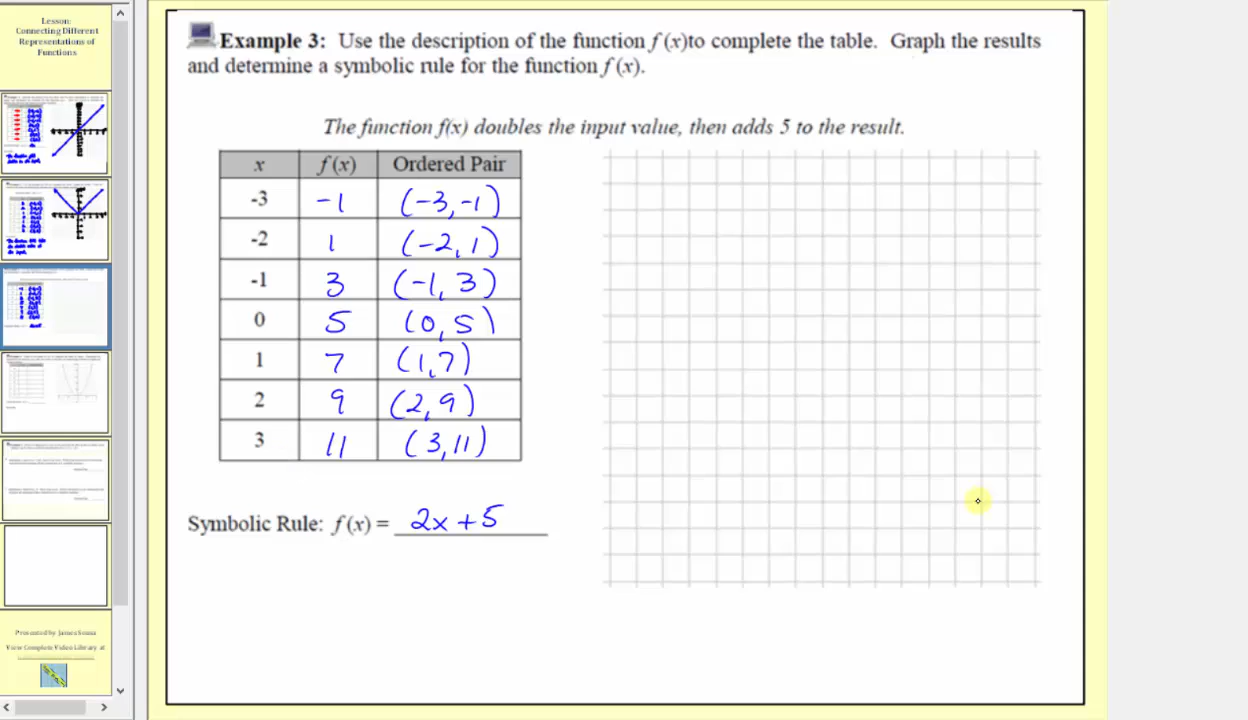 Lesson:
Connecting Different
Representations of
Functions
Example 3: Use the description of the function f (x)to complete the table. Graph the results
and determine a symbolic rule for the function f (x).
The function f(x) doubles the input value, then adds 5 to the result.
x f (x) Ordered Pair
-3 -1 (-3,-1)
-2 1 (-2,1)
-1 3 (-1,3)
0 5 (0,5)
1 7 (1,7)
2 9 (2,9)
3 11 (3,11)
Symbolic Rule: f (x) = 2x+5
Presented by James Sousa
View Complete Video Library at